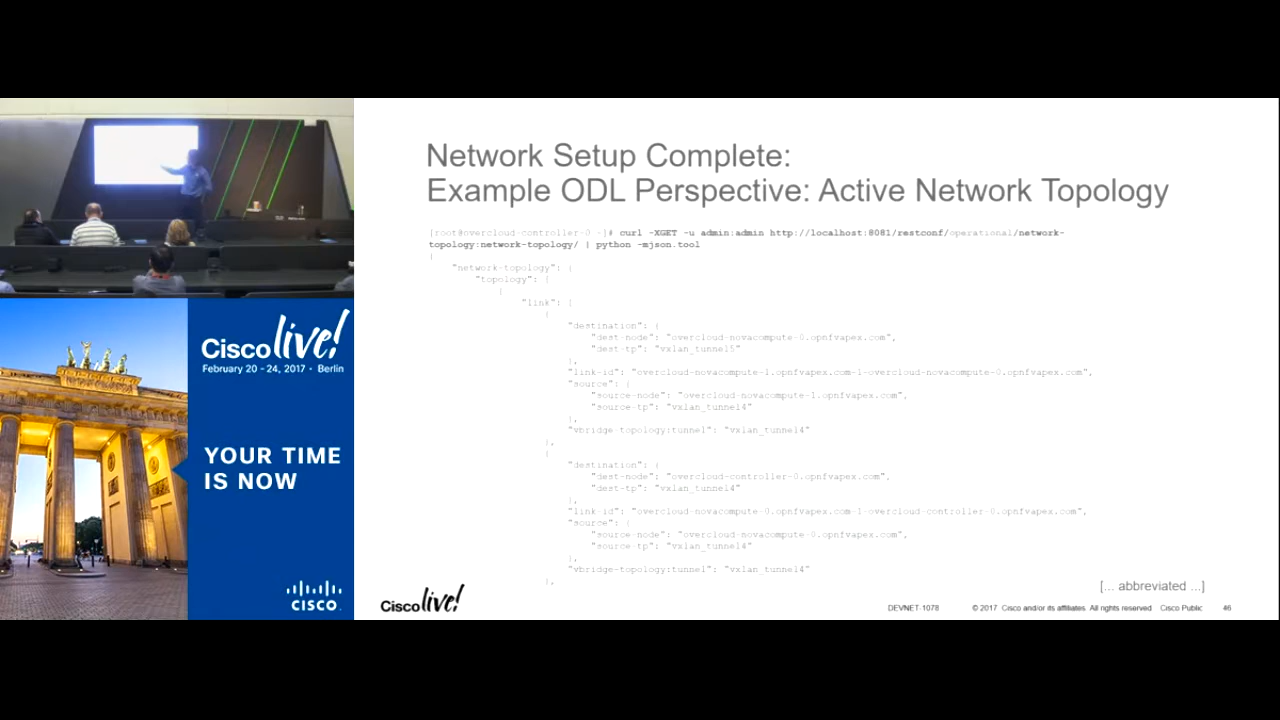 Network Setup Complete:
Example ODL Perspective: Active Network Topology
[root@overcloud-controller-0 ~]# curl -XGET -u admin:admin http://localhost:8081/restconf/operational/network-
topology:network-topology/ | python -mjson.tool
{
"network-topology": {
"topology": [
{
"link": [
{
"destination": {
"dest-node": "overcloud-novacompute-0.opnfvapex.com",
"dest-tp": "vxlan_tunnel5"
},
"link-id": "overcloud-novacompute-1.opnfvapex.com-1-overcloud-novacompute-0.opnfvapex.com",
"source": {
"source-node": "overcloud-novacompute-1.opnfvapex.com",
"source-tp": "vxlan_tunnel4"
},
"vbridge-topology:tunnel": "vxlan_tunnel4"
},
{
"destination": {
"dest-node": "overcloud-controller-0.opnfvapex.com",
"dest-tp": "vxlan_tunnel4"
},
"link-id": "overcloud-novacompute-0.opnfvapex.com-1-overcloud-controller-0.opnfvapex.com",
"source": {
"source-node": "overcloud-novacompute-0.opnfvapex.com",
"source-tp": "vxlan_tunnel4"
},
"vbridge-topology:tunnel": "vxlan_tunnel4"
},
[... abbreviated ...]
Cisco live!
DEVNET-1078 © 2017 Cisco and/or its affiliates. All rights reserved Cisco Public 46
Cisco live!
February 20 - 24, 2017 • Berlin
YOUR TIME
IS NOW
CISCO